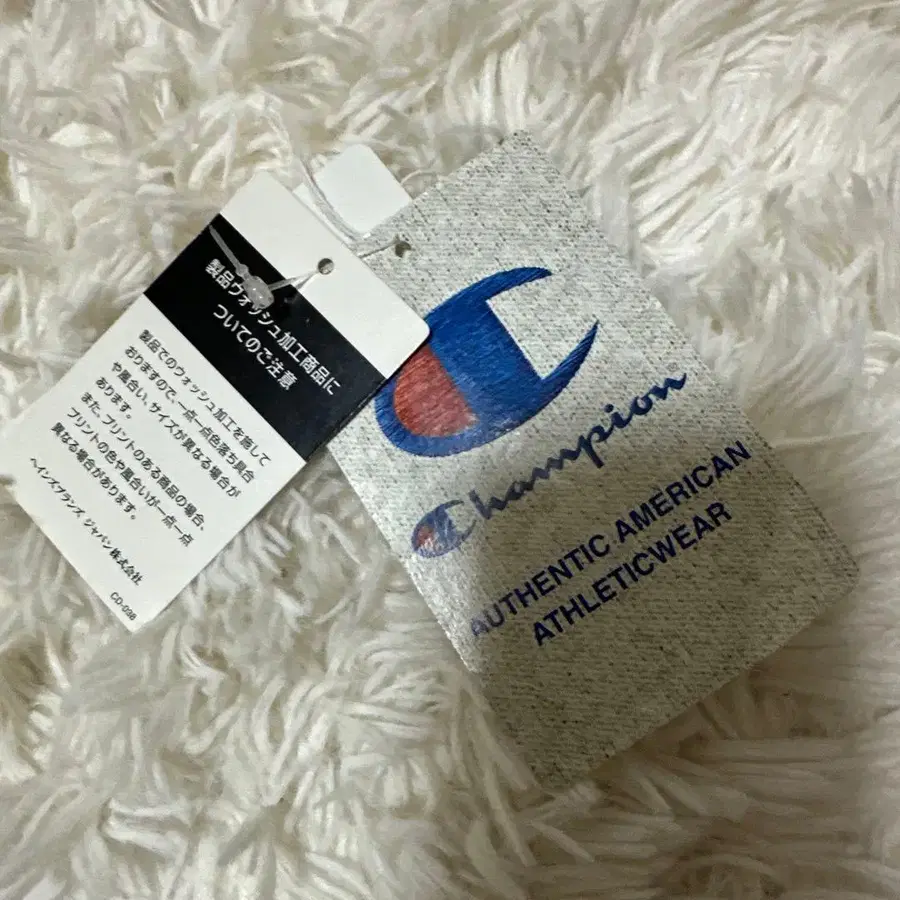 製品ウォッシュ加工商品に
ついてのご注意
製品でのウォッシュ加工を施して
おりますので、一点一点色落ち具合
や風合い、サイズが異なる場合が
あります。
また、プリントのある商品の場合、
プリントの色や風合いが一点一点
異なる場合があります。
ヘインズブランズ ジャパン株式会社
CD-098
Champion
AUTHENTIC AMERICAN
ATHLETICWEAR